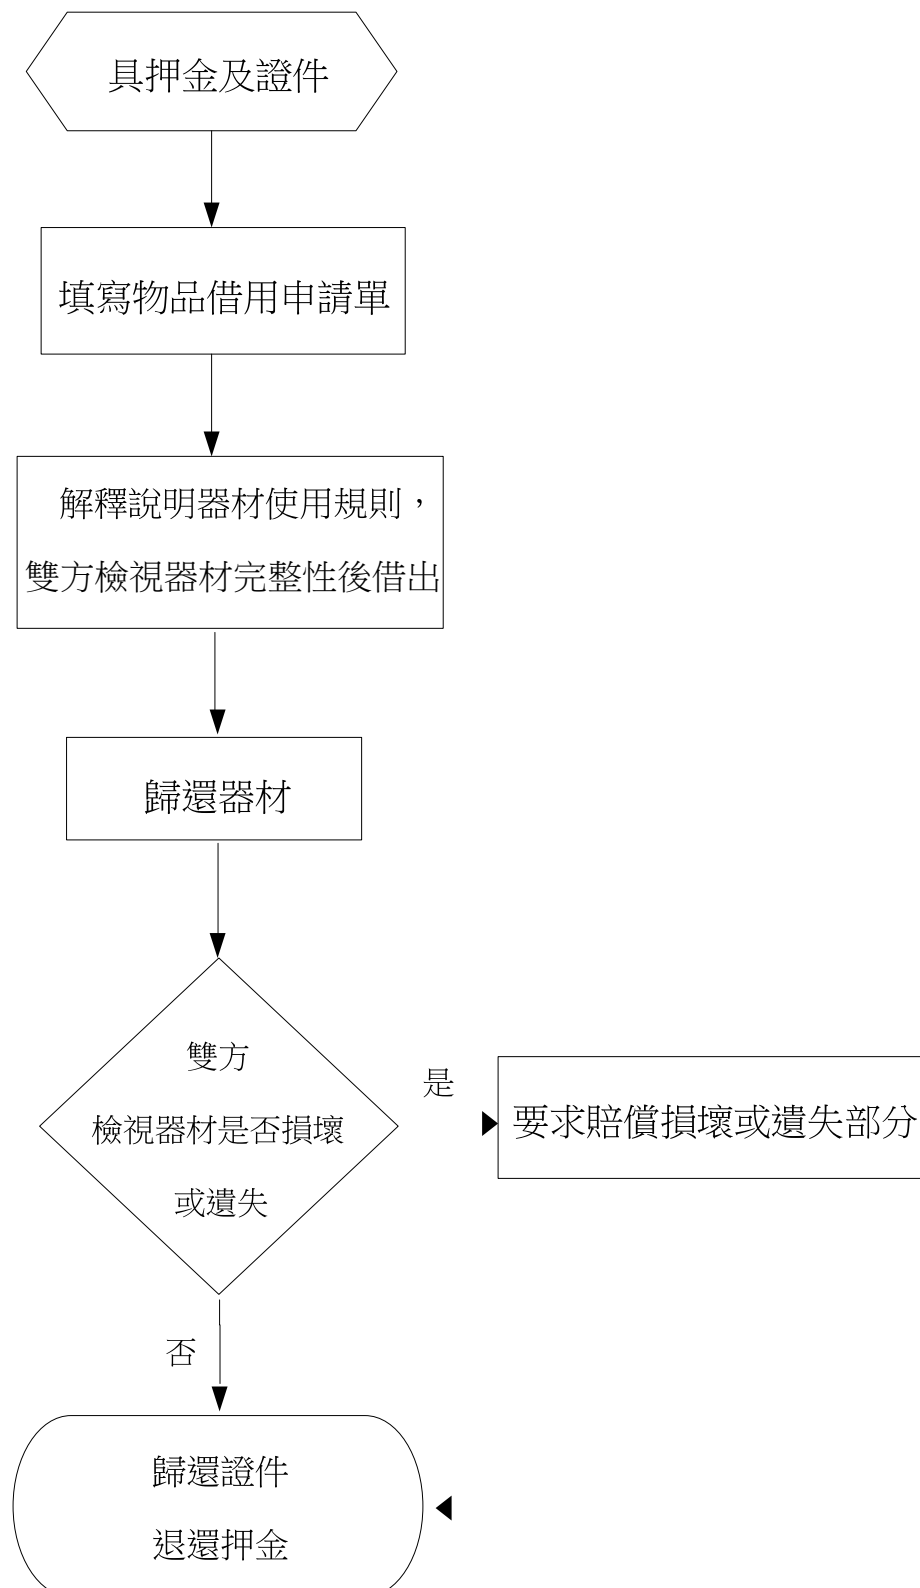 具押金及證件
填寫物品借用申請單
解釋說明器材使用規則，
雙方檢視器材完整性後借出
歸還器材
雙方
檢視器材是否損壞
或遺失
是
要求賠償損壞或遺失部分
否
歸還證件
退還押金